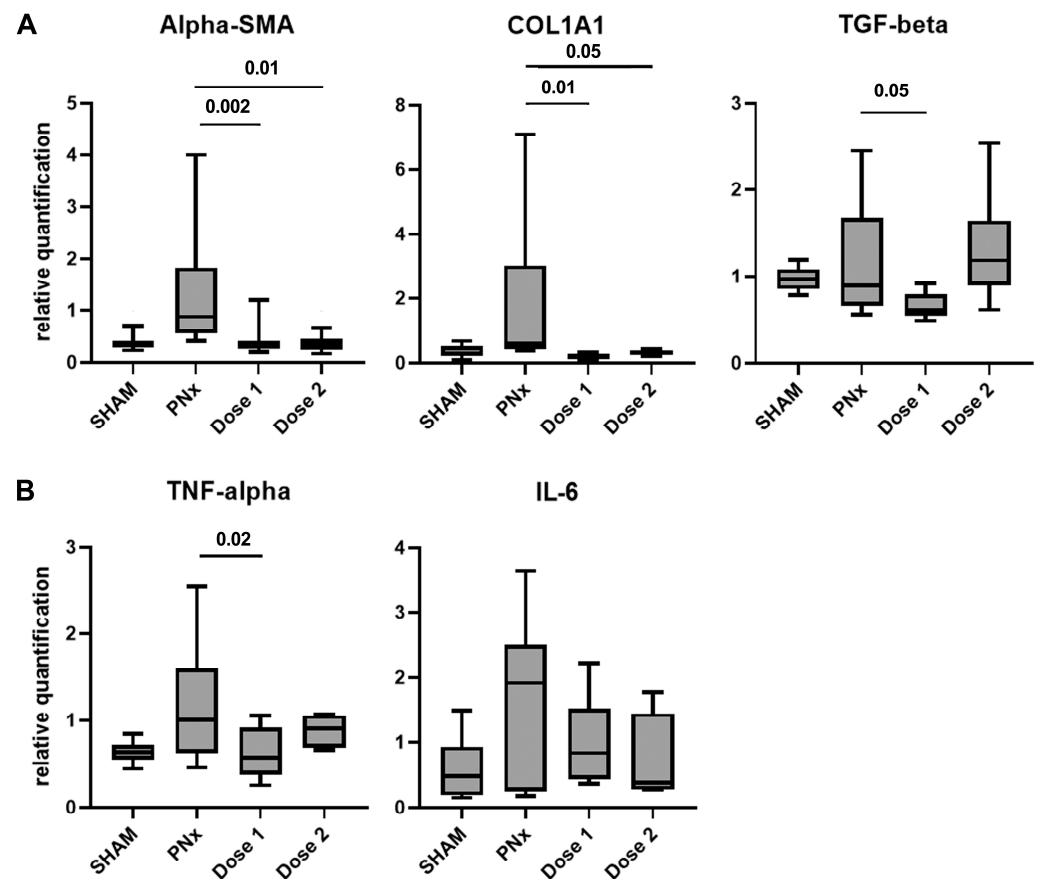 A
Alpha-SMA
COL1A1
TGF-beta
0.01
0.002
0.05
0.01
0.05
relative quantification
5
4
3
2
1
0
SHAM
PNx
Dose 1
Dose 2
8
6
4
2
0
SHAM
PNx
Dose 1
Dose 2
3
2
1
0
SHAM
PNx
Dose 1
Dose 2
B
TNF-alpha
IL-6
0.02
relative quantification
3
2
1
0
SHAM
PNx
Dose 1
Dose 2
4
3
2
1
0
SHAM
PNx
Dose 1
Dose 2